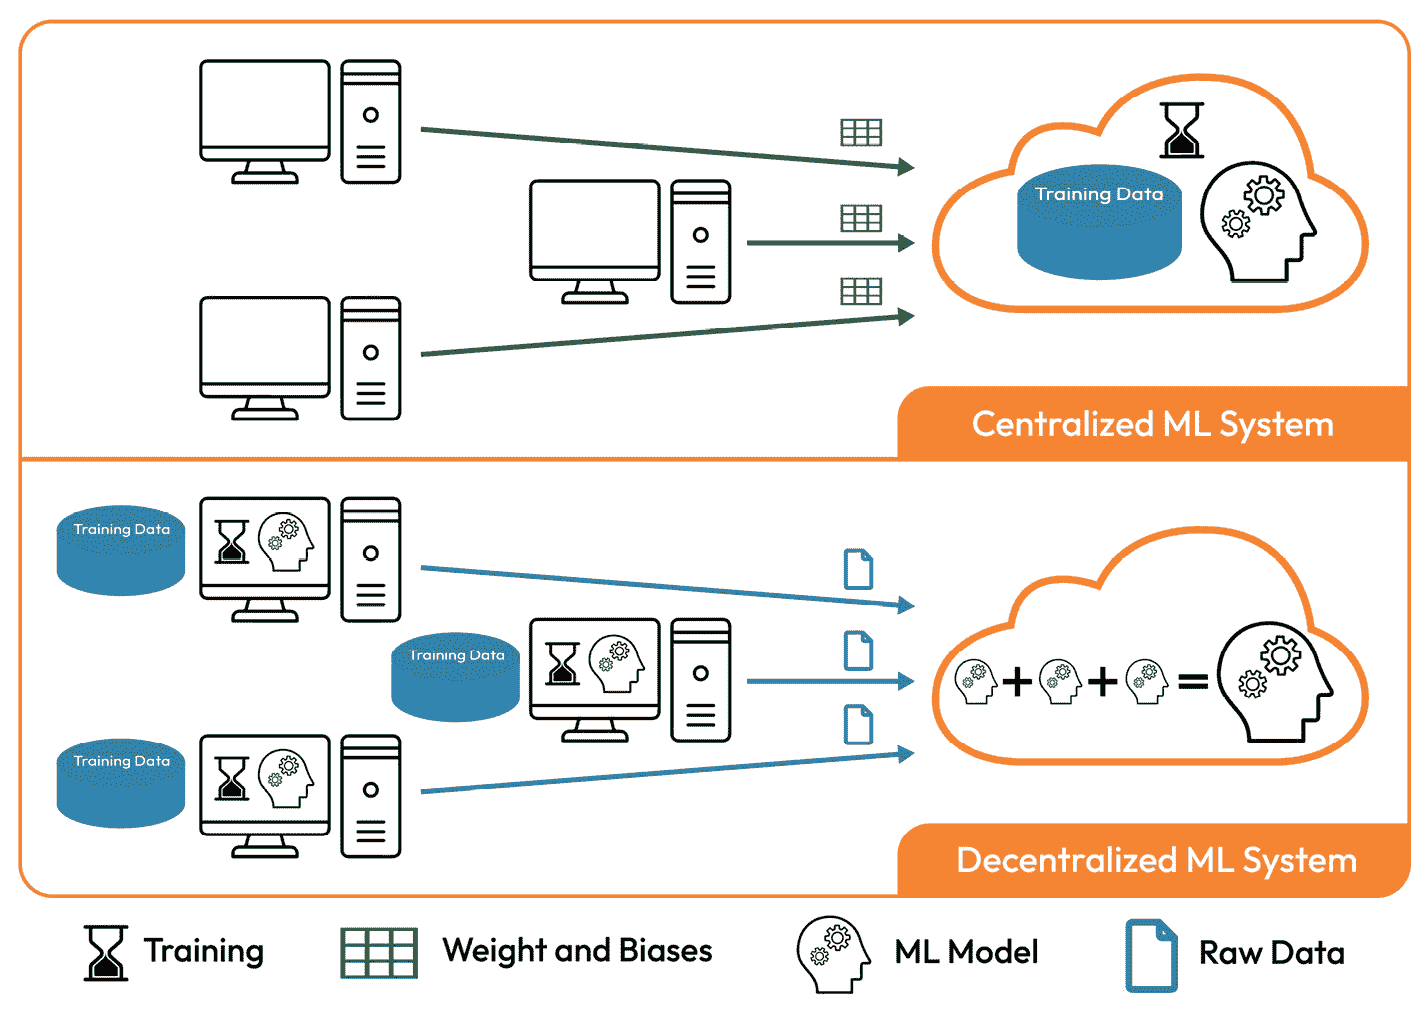 Training Data
Centralized ML System
Training Data
Training Data
Training Data
Decentralized ML System
Training
Weight and Biases
ML Model
Raw Data